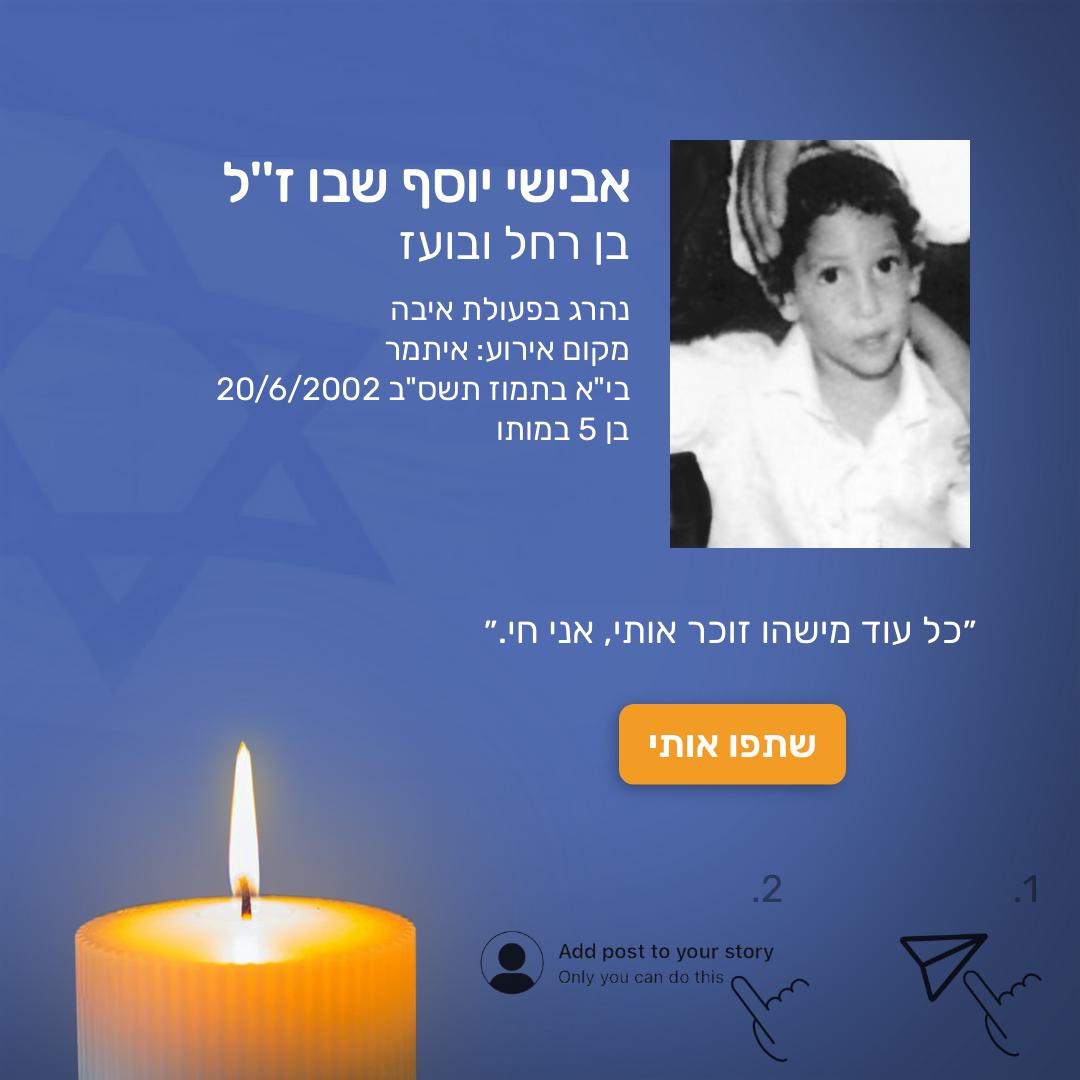 אבישי יוסף שבו ז"ל
בן רחל ובועז
נהרג בפעולת איבה
מקום אירוע: איתמר
בי"א בתמוז תשס"ב 20/6/2002
בן 5 במותו
״כל עוד מישהו זוכר אותי, אני חי.״
שתפו אותי
1.
2.
Add post to your story
Only you can do this